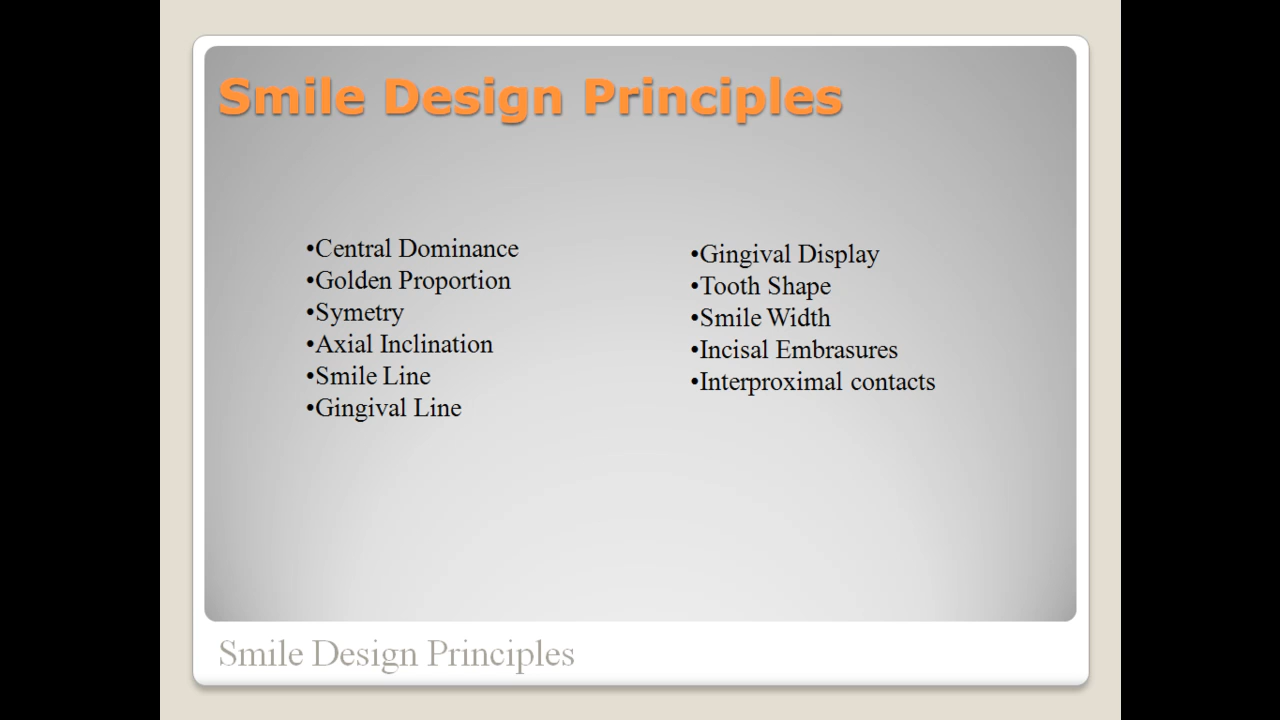 Smile Design Principles
•Central Dominance
•Golden Proportion
•Symetry
•Axial Inclination
•Smile Line
•Gingival Line
•Gingival Display
•Tooth Shape
•Smile Width
•Incisal Embrasures
•Interproximal contacts
Smile Design Principles